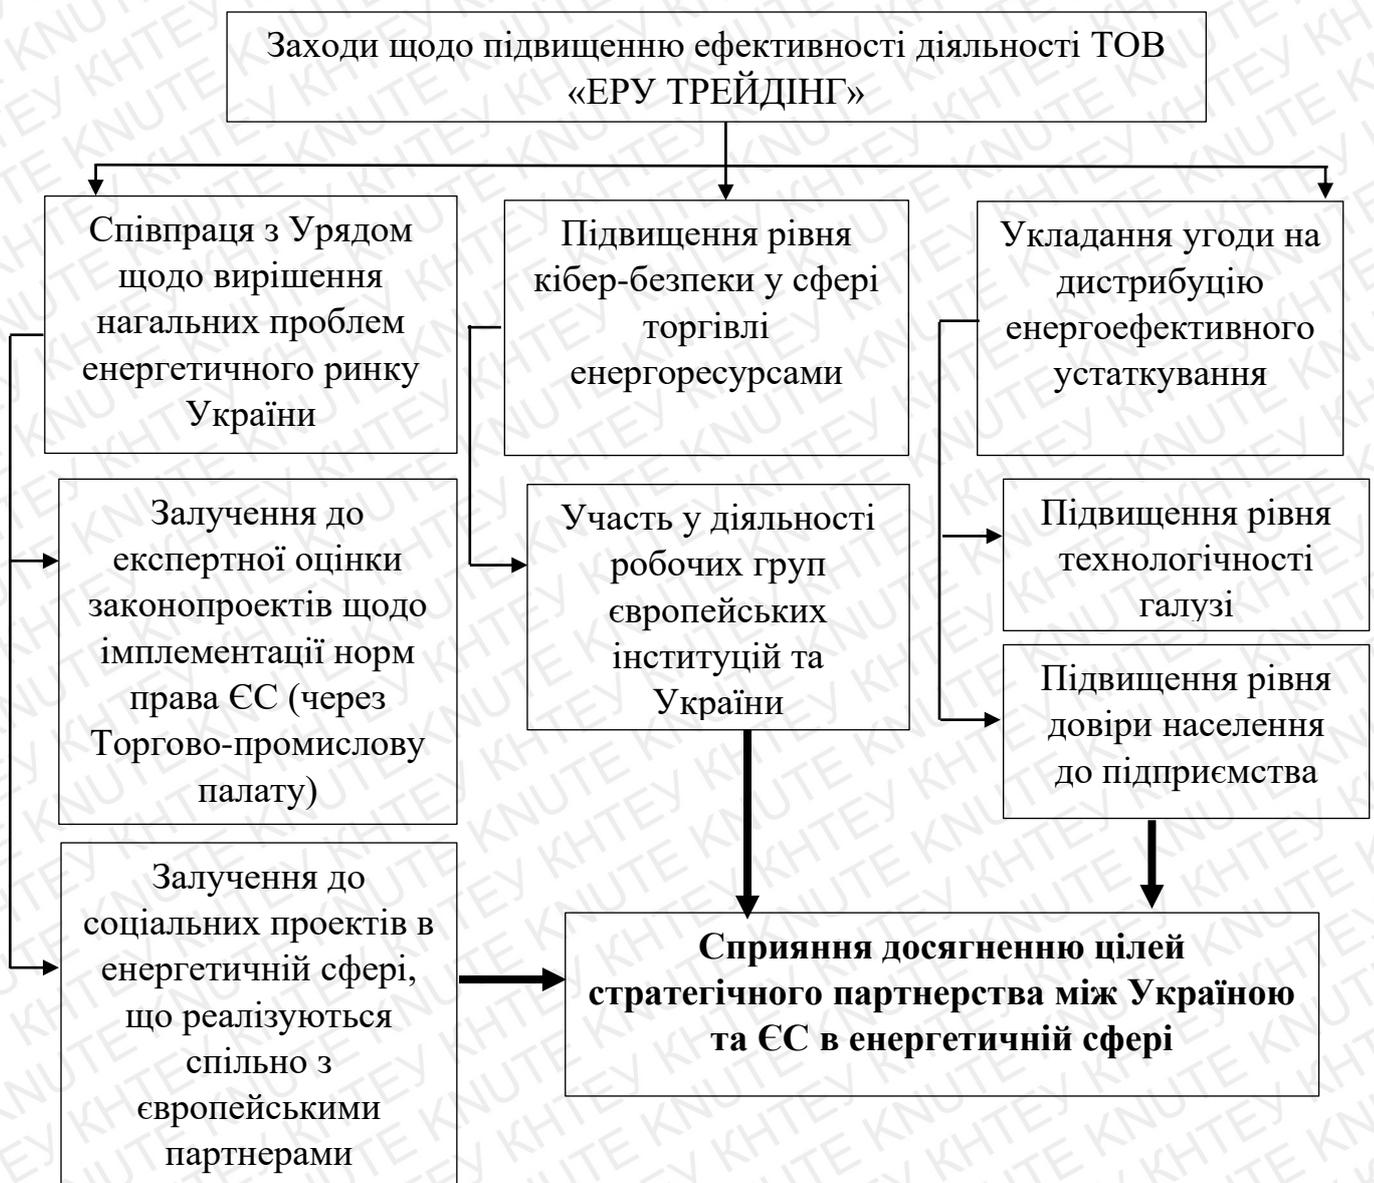 Заходи щодо підвищенню ефективності діяльності ТОВ
«ЕРУ ТРЕЙДІНГ»
Співпраця з Урядом
щодо вирішення
нагальних проблем
енергетичного ринку
України
Підвищення рівня
кібер-безпеки у сфері
торгівлі
енергоресурсами
Укладання угоди на
дистрибуцію
енергоефективного
устаткування
Залучення до
експертної оцінки
законопроектів щодо
імплементації норм
права ЄС (через
Торгово-промислову
палату)
Участь у діяльності
робочих груп
європейських
інституцій та
України
Підвищення рівня
технологічності
галузі
Підвищення рівня
довіри населення
до підприємства
Залучення до
соціальних проектів в
енергетичній сфері,
що реалізуються
спільно з
європейськими
партнерами
Сприяння досягненню цілей
стратегічного партнерства між Україною
та ЄС в енергетичній сфері